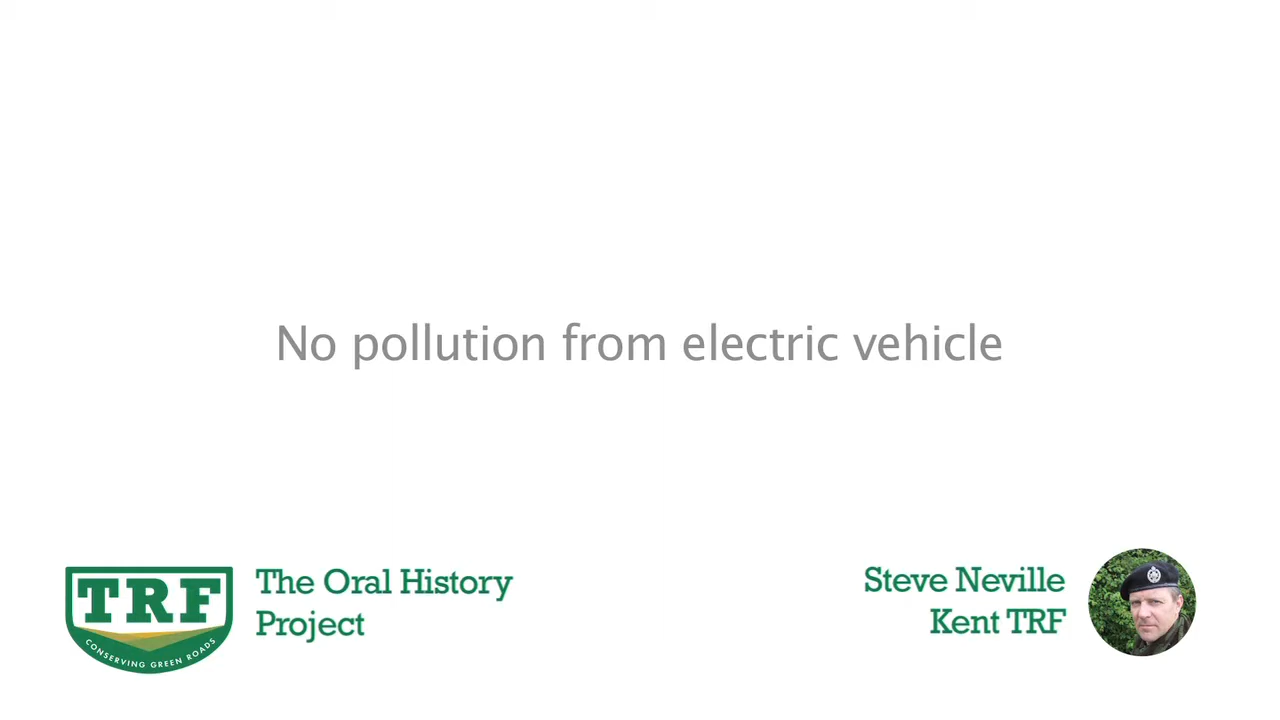 No pollution from electric vehicle
TRF
CONSERVING GREEN ROADS
The Oral History
Project
Steve Neville
Kent TRF